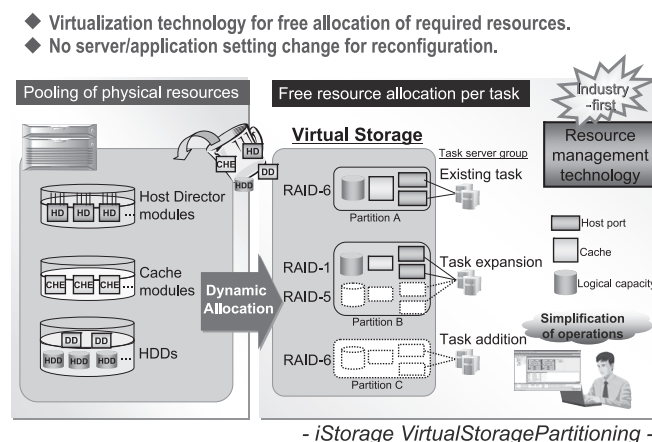 Virtualization technology for free allocation of required resources.
No server/application setting change for reconfiguration.
Pooling of physical resources
Free resource allocation per task
Industry
-first
Resource
management
technology
HD
CHE
DD
HDD
Virtual Storage
Task server group
Host Director
modules
HD HD HD ...
Cache
modules
CHE CHE CHE ...
DD DD
HDDs
HDD HDD HDD ...
Dynamic
Allocation
RAID-6
Partition A
Existing task
RAID-1
RAID-5
Partition B
Task expansion
RAID-6
Partition C
Task addition
Host port
Cache
Logical capacity
Simplification
of operations
- iStorage VirtualStoragePartitioning -